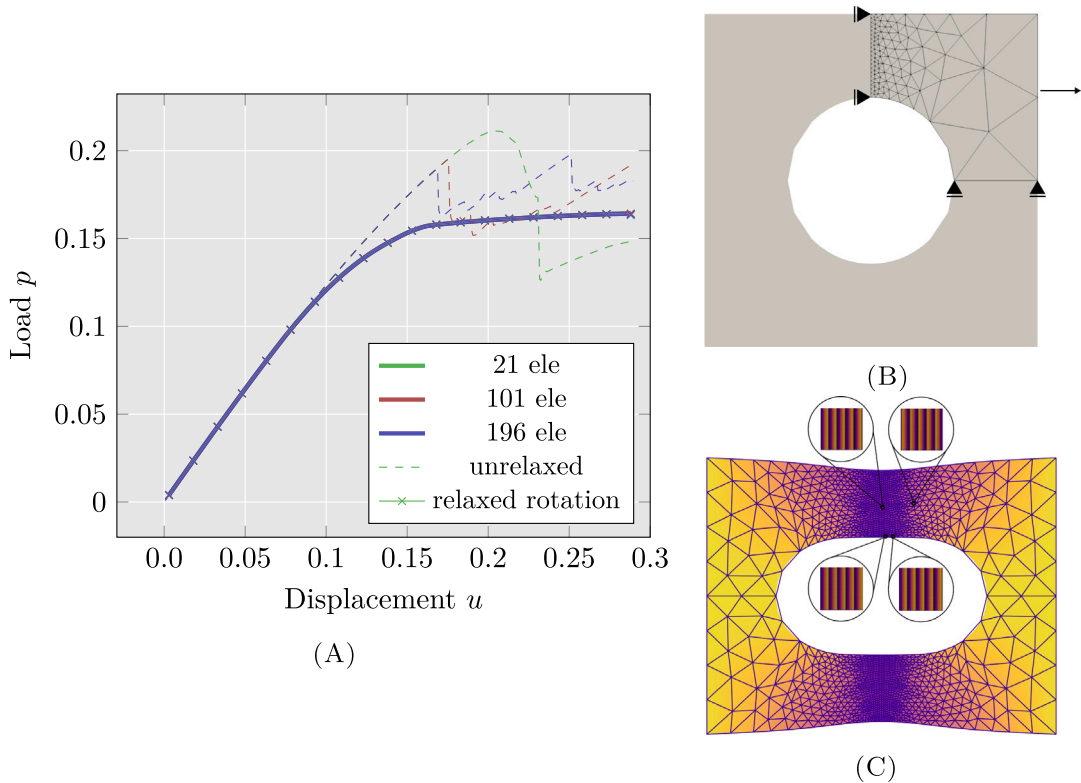 0.2
0.15
0.1
0.05
0
Load p
0.0 0.05 0.1 0.15 0.2 0.25 0.3
Displacement u
21 ele
101 ele
196 ele
unrelaxed
relaxed rotation
(A)
(B)
(C)